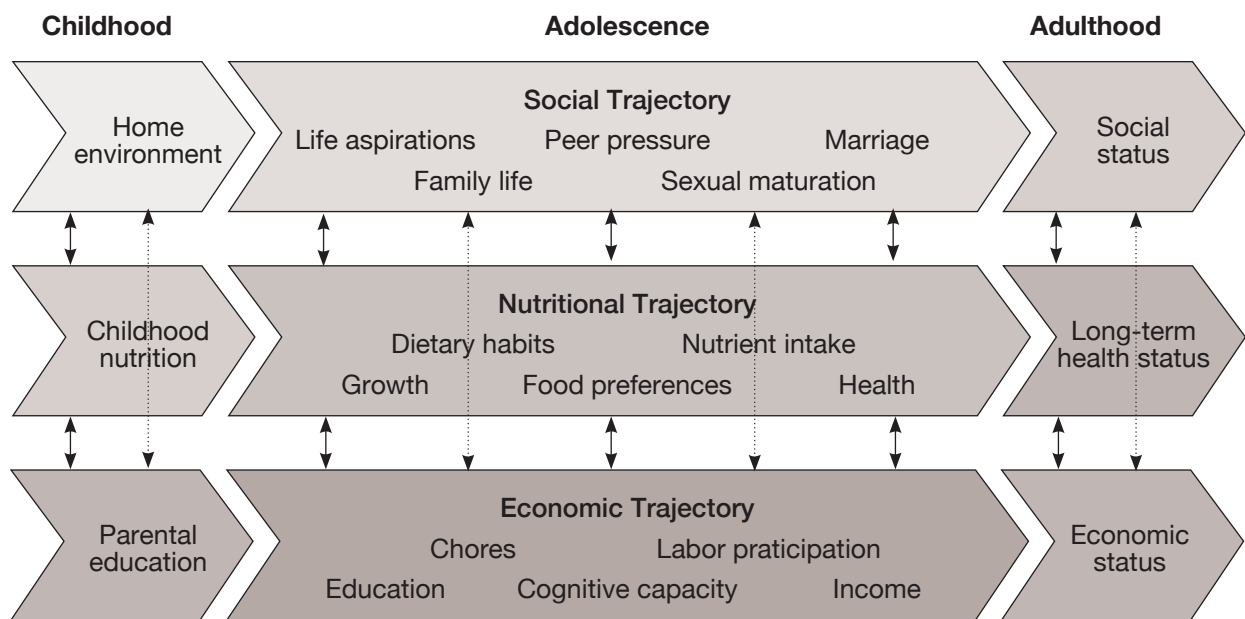 Childhood
Adolescence
Adulthood
Home
environment
Social Trajectory
Life aspirations Peer pressure Marriage
Family life Sexual maturation
Social
status
Childhood
nutrition
Nutritional Trajectory
Dietary habits Nutrient intake
Growth Food preferences Health
Long-term
health status
Parental
education
Economic Trajectory
Chores Labor praticipation
Education Cognitive capacity Income
Economic
status